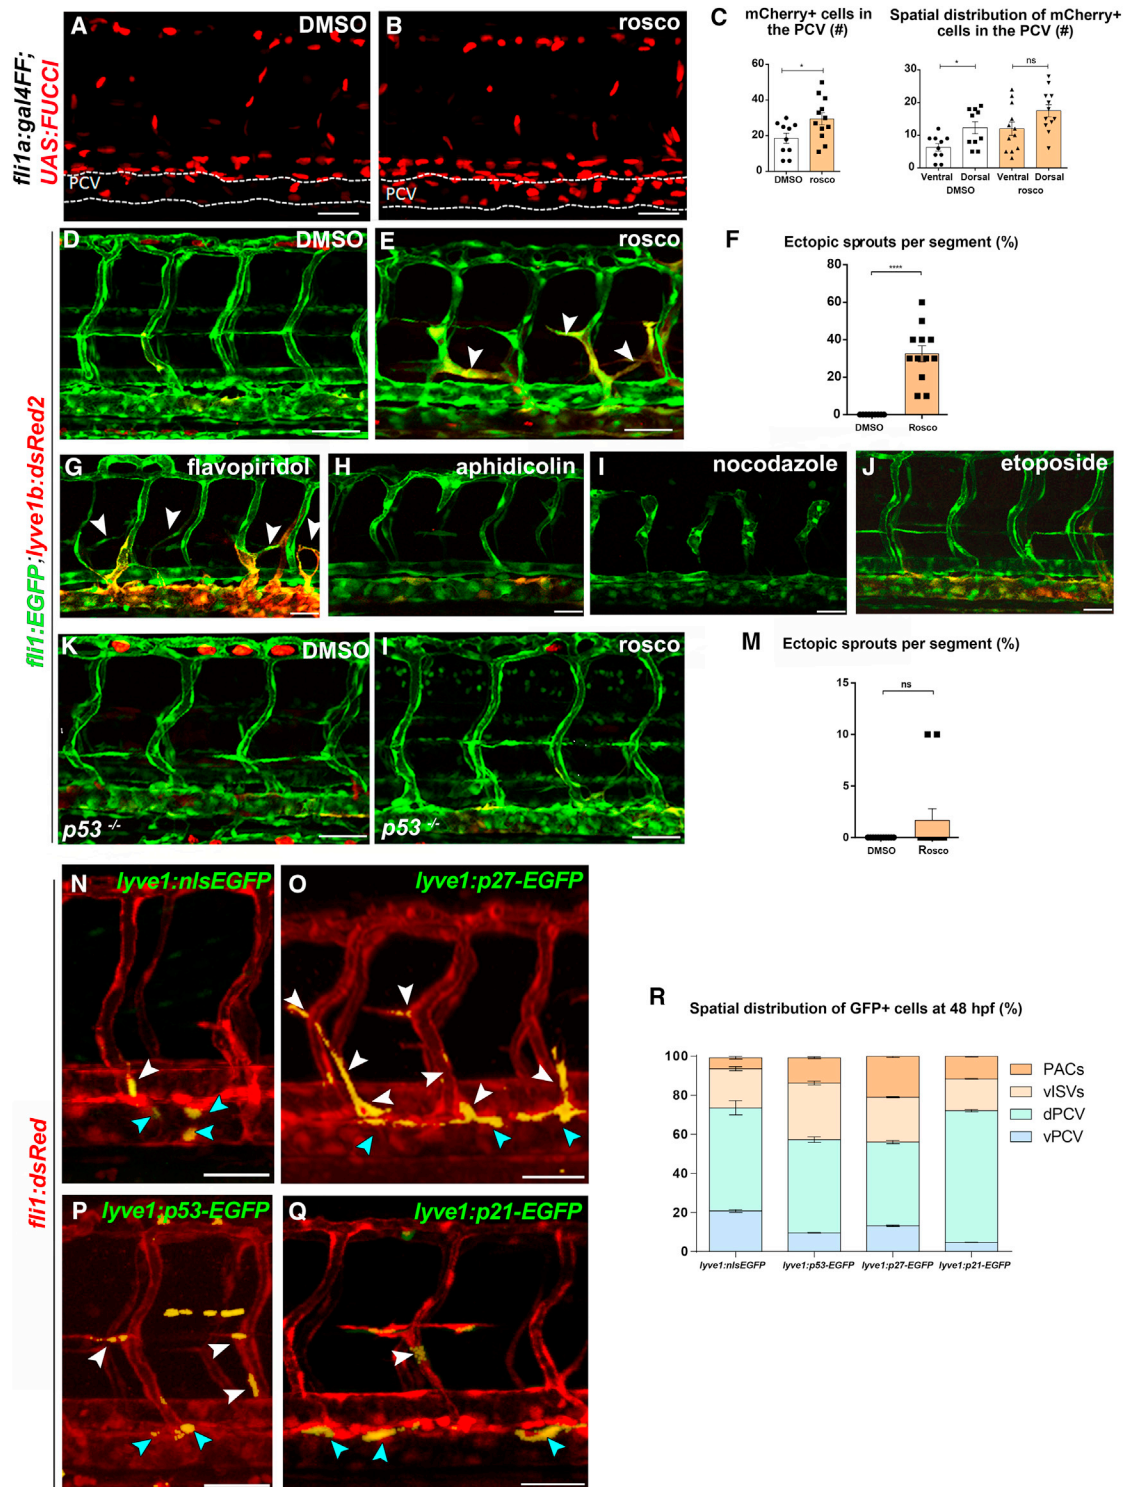 fli1a:gal4FF;
UAS:FUCCI
A
DMSO
PCV
B
rosco
PCV
C
mCherry+ cells in
the PCV (#)
60
40
20
0
*
DMSO
rosco
Spatial distribution of mCherry+
cells in the PCV (#)
30
20
10
0
*
ns
Ventral
Dorsal
Ventral
Dorsal
DMSO
rosco
fli1:EGFP;lyve1b:dsRed2
D
DMSO
E
rosco
F
Ectopic sprouts per segment (%)
80
60
40
20
0
****
DMSO
Rosco
G
flavopiridol
H
aphidicolin
I
nocodazole
J
etoposide
K
DMSO
p53 -/-
I
rosco
p53 -/-
M
Ectopic sprouts per segment (%)
15
10
5
0
ns
DMSO
Rosco
fli1:dsRed
N
lyve1:nlsEGFP
O
lyve1:p27-EGFP
P
lyve1:p53-EGFP
Q
lyve1:p21-EGFP
R
Spatial distribution of GFP+ cells at 48 hpf (%)
100
80
60
40
20
0
lyve1:nlsEGFP
lyve1:p53-EGFP
lyve1:p27-EGFP
lyve1:p21-EGFP
PACs
vISVs
dPCV
vPCV